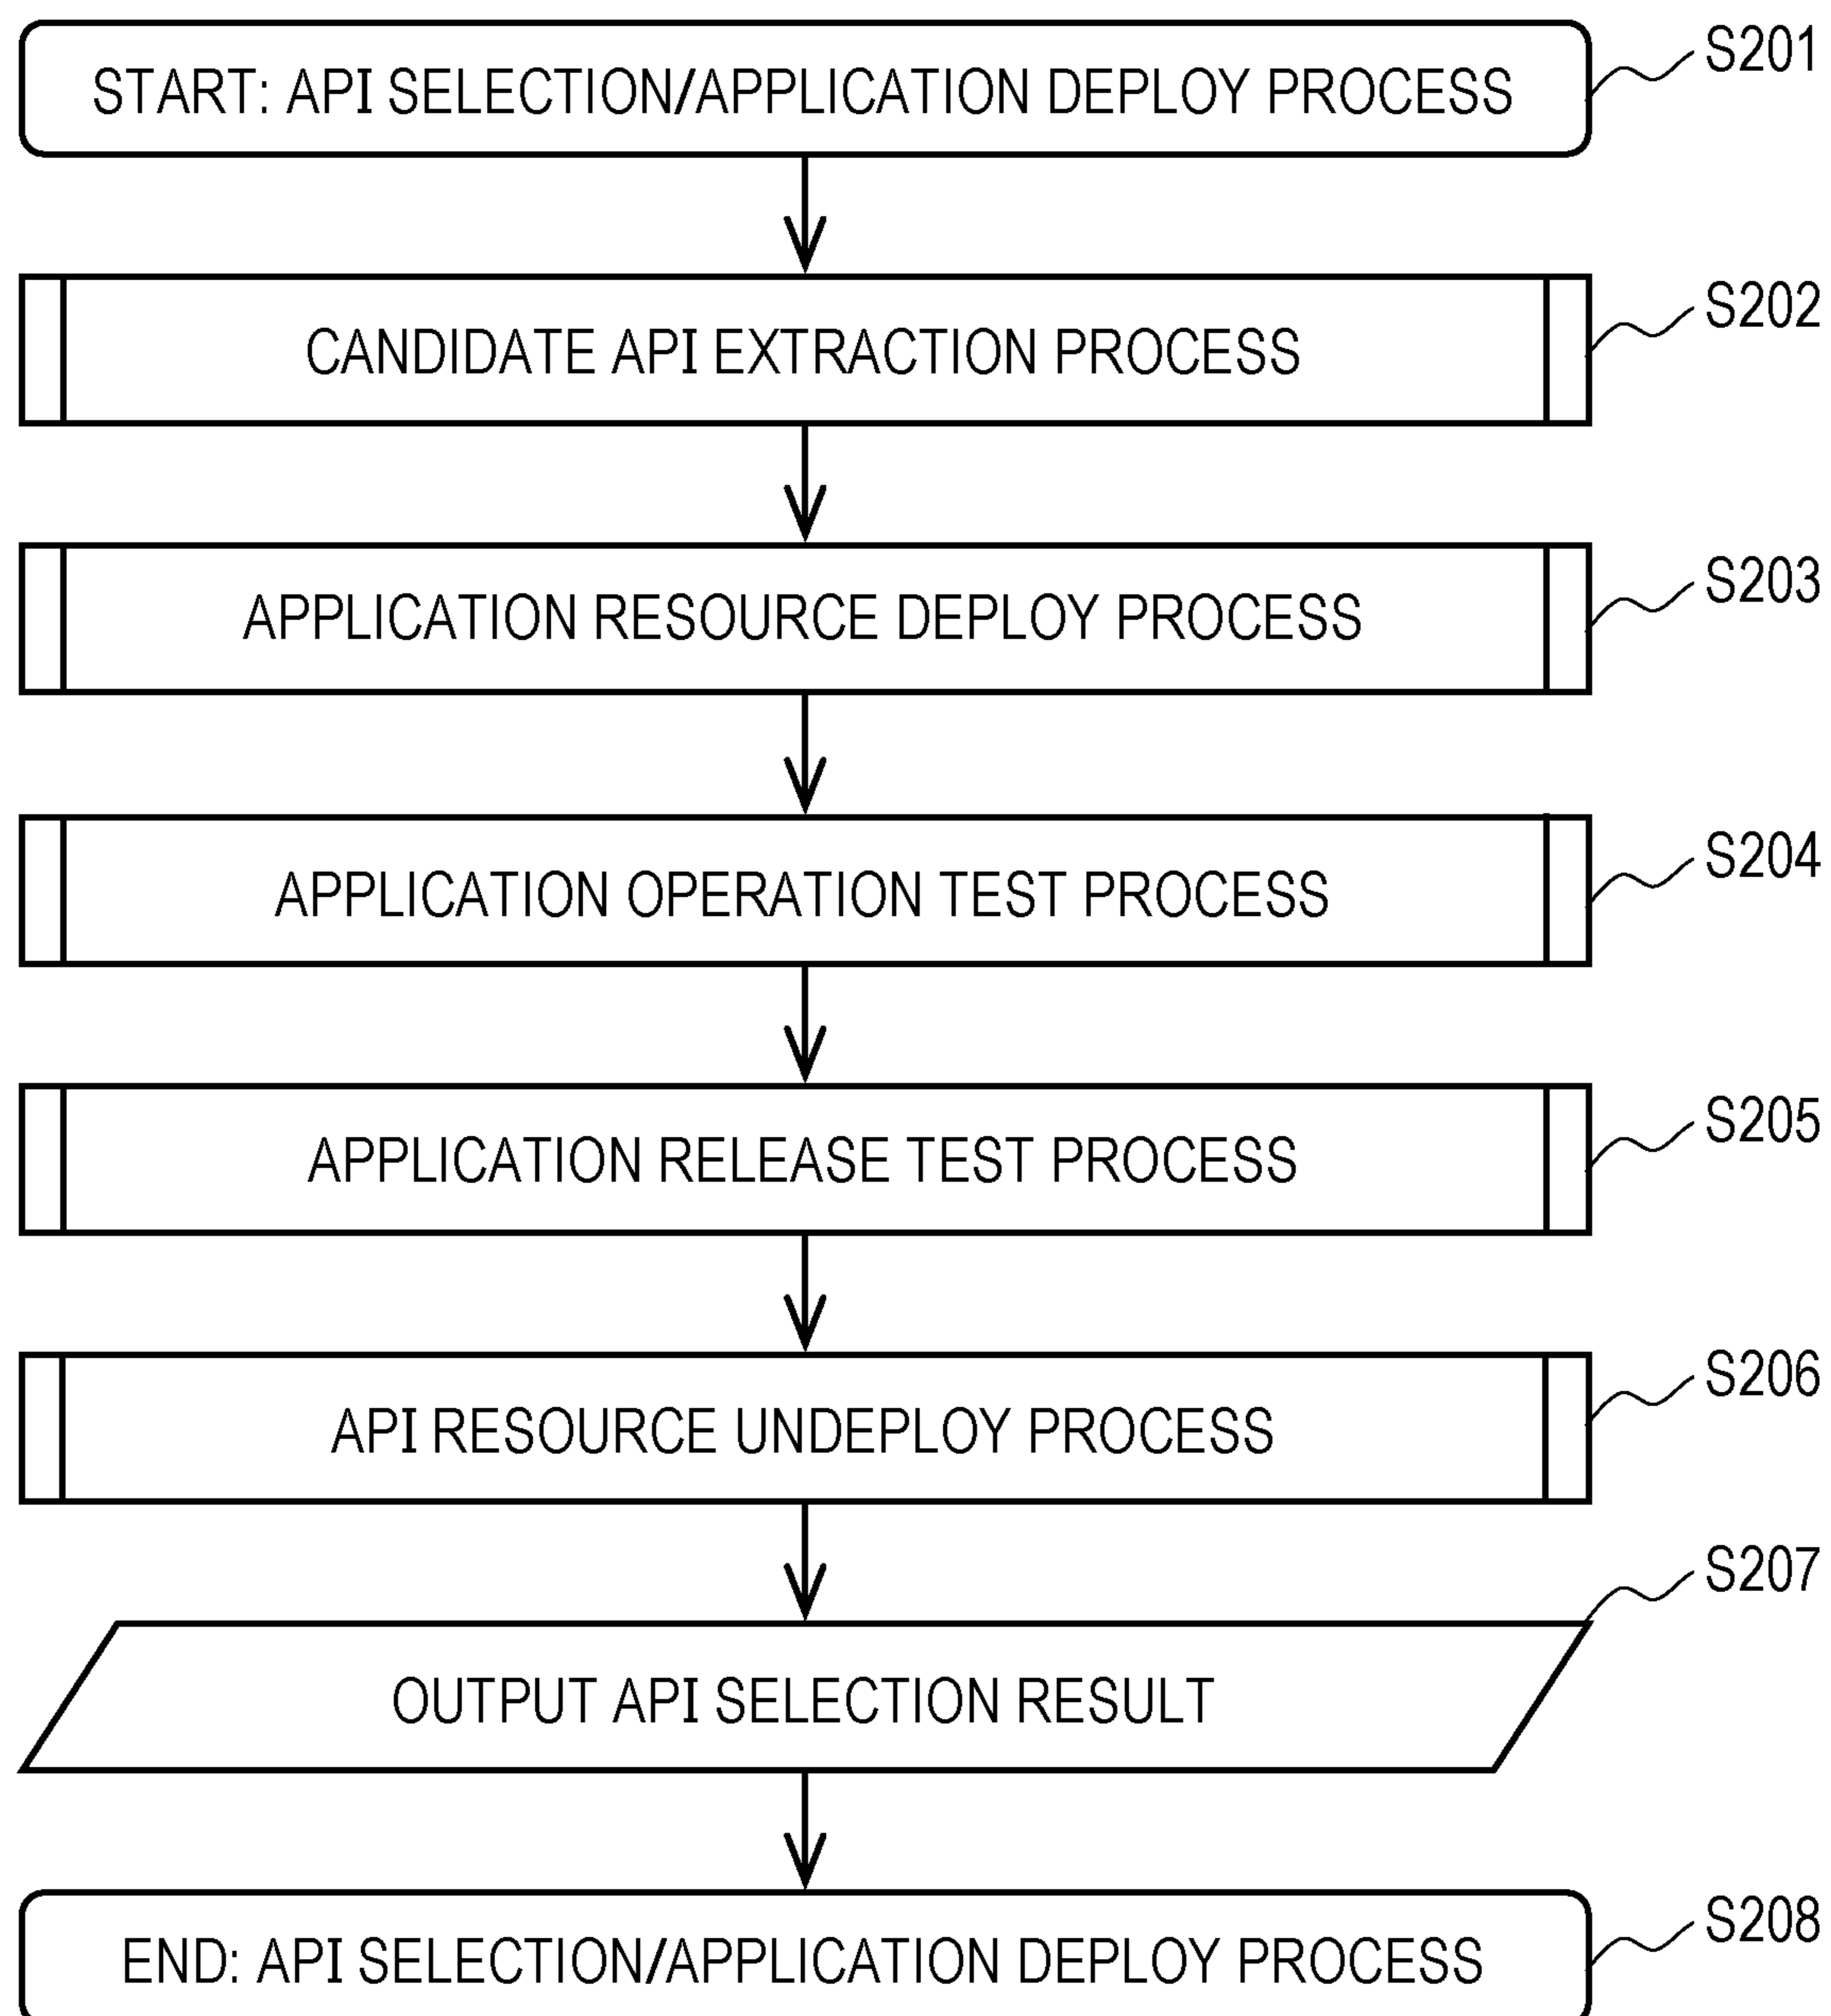 START: API SELECTION/APPLICATION DEPLOY PROCESS
S201
CANDIDATE API EXTRACTION PROCESS
S202
APPLICATION RESOURCE DEPLOY PROCESS
S203
APPLICATION OPERATION TEST PROCESS
S204
APPLICATION RELEASE TEST PROCESS
S205
API RESOURCE UNDEPLOY PROCESS
S206
OUTPUT API SELECTION RESULT
S207
END: API SELECTION/APPLICATION DEPLOY PROCESS
S208